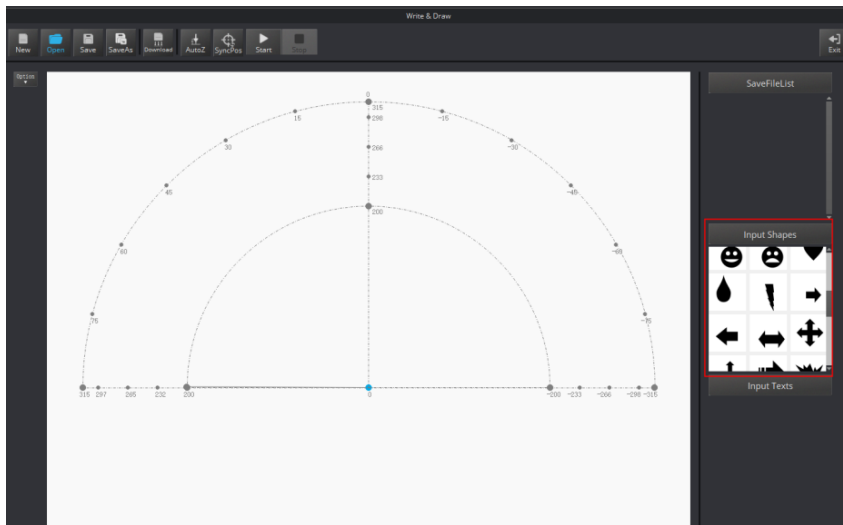 Write & Draw
New Open Save SaveAs Download AutoZ SyncPos Start Stop Exit
Option
SaveFileList
0
315
15 298 -15
30 266 -30
233
45 -45
200
Input Shapes
60 -60
75 -75
Input Texts
315 297 265 232 200 0 -200 -233 -266 -298 -315